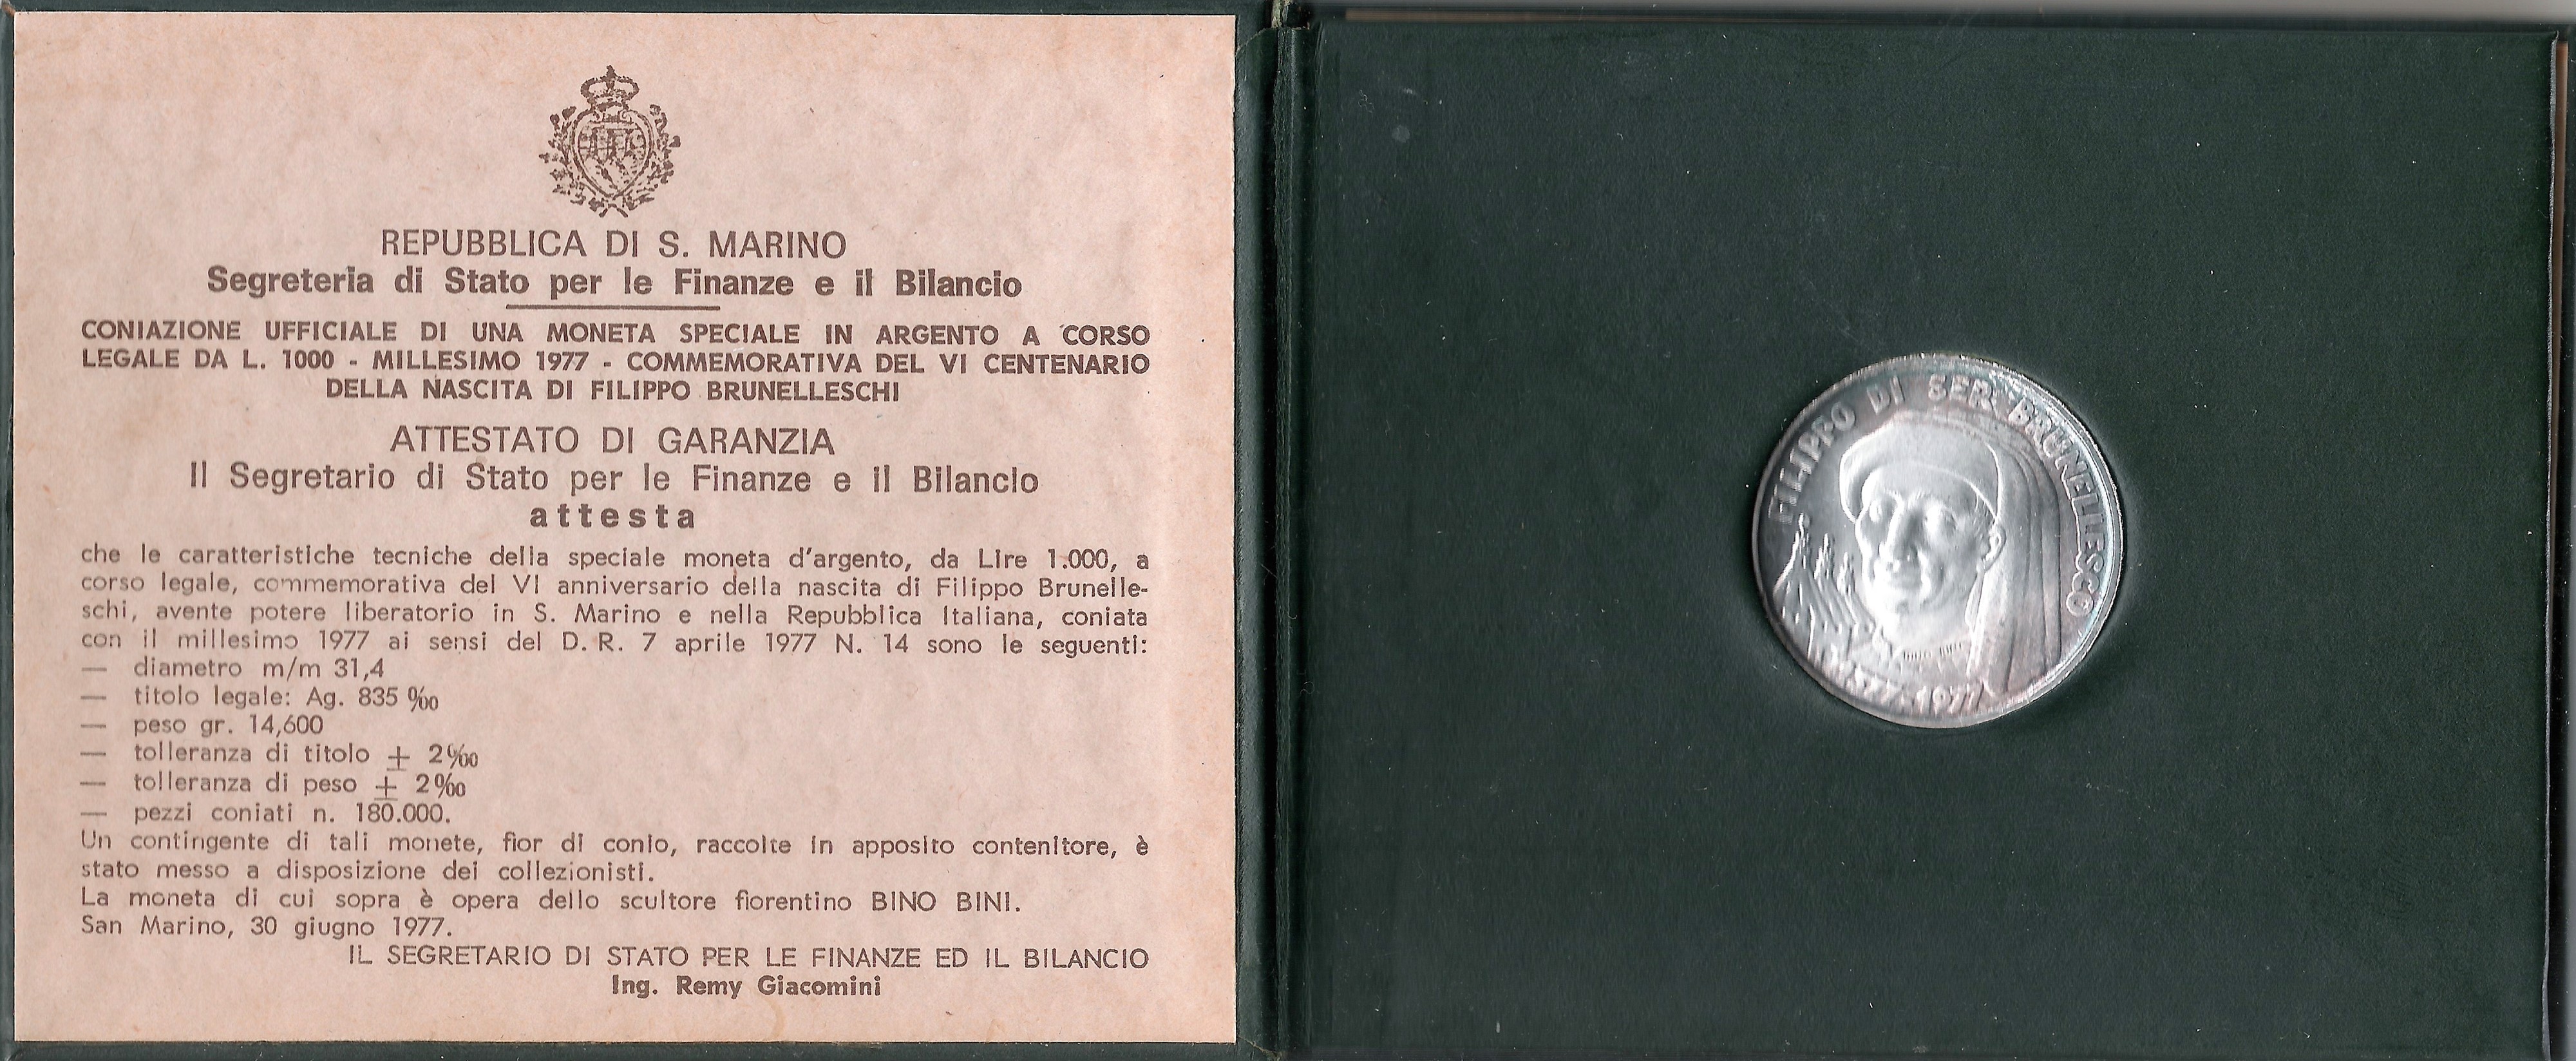 REPUBBLICA DI S. MARINO
Segreteria di Stato per le Finanze e il Bilancio
CONIAZIONE UFFICIALE DI UNA MONETA SPECIALE IN ARGENTO A CORSO
LEGALE DA L. 1000 - MILLESIMO 1977 - COMMEMORATIVA DEL VI CENTENARIO
DELLA NASCITA DI FILIPPO BRUNELLESCHI
ATTESTATO DI GARANZIA
Il Segretario di Stato per le Finanze e il Bilancio
attesta
che le caratteristiche tecniche della speciale moneta d'argento, da Lire 1.000, a
corso legale, commemorativa del VI anniversario della nascita di Filippo Brunelle-
schi, avente potere liberatorio in S. Marino e nella Repubblica Italiana, coniata
con il millesimo 1977 ai sensi del D. R. 7 aprile 1977 N. 14 sono le seguenti:
— diametro m/m 31,4
— titolo legale: Ag. 835 ‰
— peso gr. 14,600
— tolleranza di titolo ± 2‰
— tolleranza di peso ± 2‰
— pezzi coniati n. 180.000.
Un contingente di tali monete, fior di conio, raccolte in apposito contenitore, è
stato messo a disposizione dei collezionisti.
La moneta di cui sopra è opera dello scultore fiorentino BINO BINI.
San Marino, 30 giugno 1977.
IL SEGRETARIO DI STATO PER LE FINANZE ED IL BILANCIO
Ing. Remy Giacomini
FILIPPO DI SER BRUNELLESCO
1377·1977